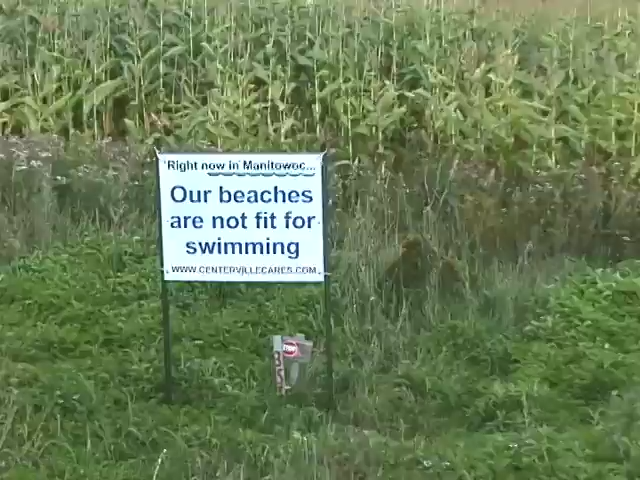 Right now in Manitowoc...
Our beaches
are not fit for
swimming
WWW.CENTERVILLECARES.COM